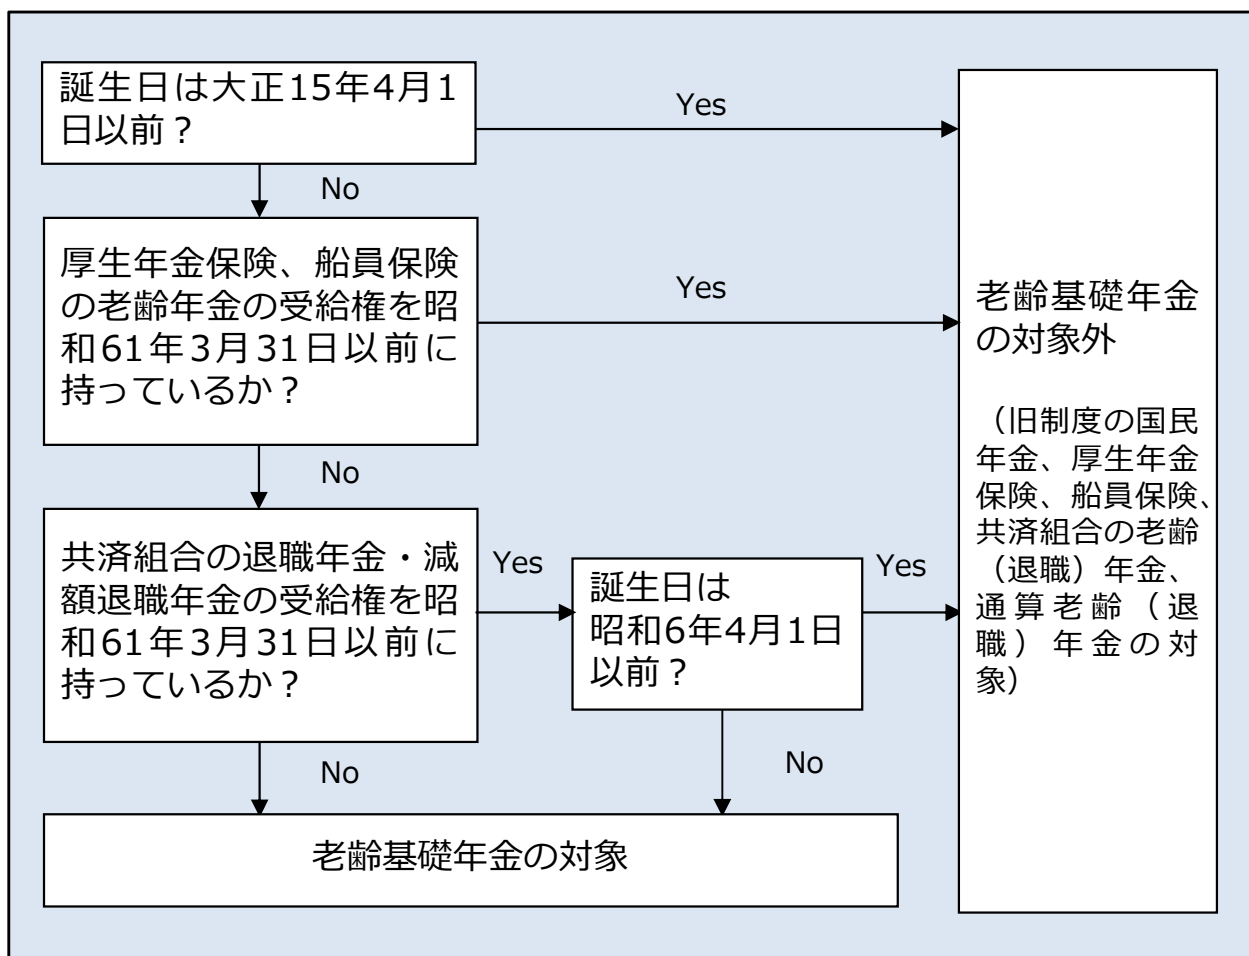 誕生日は大正15年4月1
日以前？
Yes
No
厚生年金保険、船員保険
の老齢年金の受給権を昭
和61年3月31日以前に
持っているか？
Yes
No
共済組合の退職年金・減
額退職年金の受給権を昭
和61年3月31日以前に
持っているか？
Yes
誕生日は
昭和6年4月1日
以前？
Yes
No
No
老齢基礎年金の対象
老齢基礎年金
の対象外
（旧制度の国民
年金、厚生年金
保険、船員保険、
共済組合の老齢
（退職）年金、
通算老齢（退
職）年金の対
象）